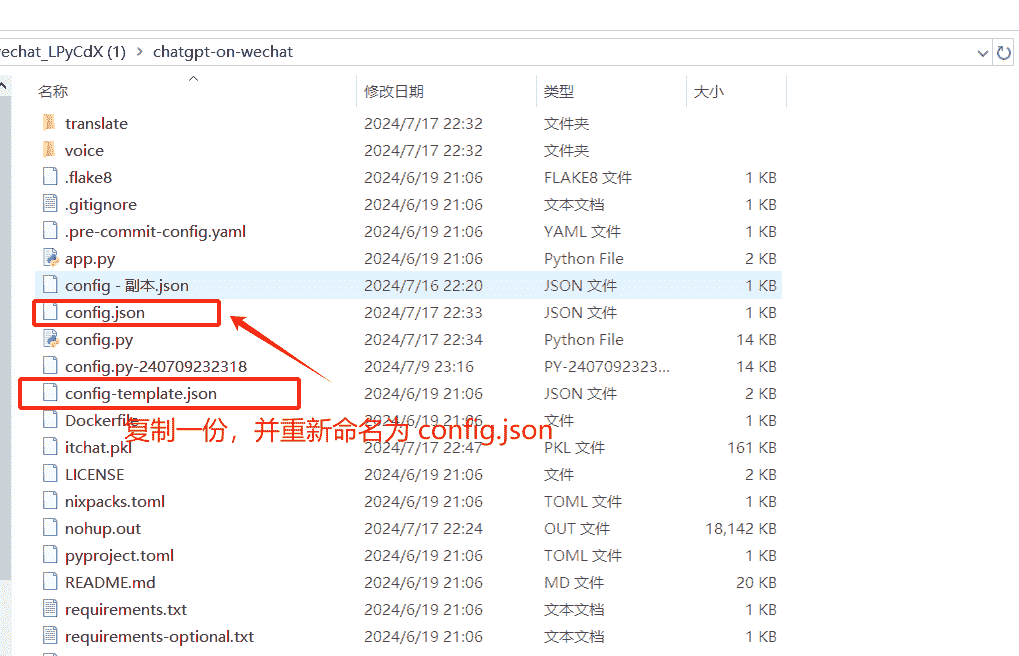 wechat_LPyCdX (1) > chatgpt-on-wechat
名称 修改日期 类型 大小
translate 2024/7/17 22:32 文件夹
voice 2024/7/17 22:32 文件夹
.flake8 2024/6/19 21:06 FLAKE8 文件 1 KB
.gitignore 2024/6/19 21:06 文本文档 1 KB
.pre-commit-config.yaml 2024/6/19 21:06 YAML 文件 1 KB
app.py 2024/6/19 21:06 Python File 2 KB
config - 副本.json 2024/7/16 22:20 JSON 文件 1 KB
config.json 2024/7/17 22:33 JSON 文件 1 KB
config.py 2024/7/17 22:34 Python File 14 KB
config.py-240709232318 2024/7/9 23:16 PY-2407092323... 14 KB
config-template.json 2024/6/19 21:06 JSON 文件 2 KB
Dockerfile 2024/6/19 21:06 文件 1 KB
复制一份，并重新命名为 config.json
itchat.pkl 2024/7/17 22:47 PKL 文件 161 KB
LICENSE 2024/6/19 21:06 文件 2 KB
nixpacks.toml 2024/6/19 21:06 TOML 文件 1 KB
nohup.out 2024/7/17 22:24 OUT 文件 18,142 KB
pyproject.toml 2024/6/19 21:06 TOML 文件 1 KB
README.md 2024/6/19 21:06 MD 文件 20 KB
requirements.txt 2024/6/19 21:06 文本文档 1 KB
requirements-optional.txt 2024/6/19 21:06 文本文档 1 KB